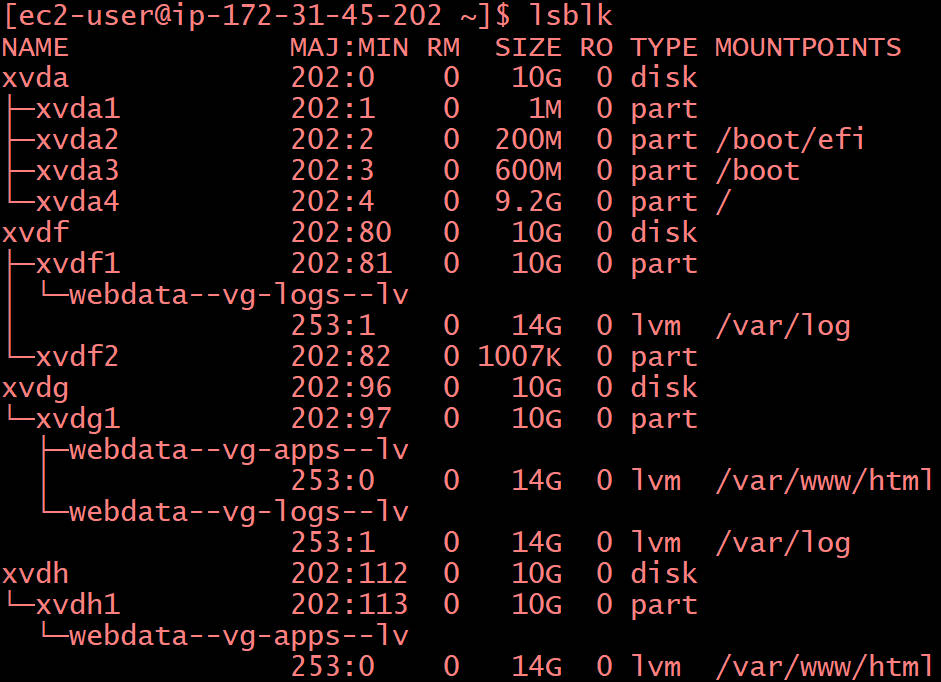 [ec2-user@ip-172-31-45-202 ~]$ lsblk
NAME             MAJ:MIN RM  SIZE RO TYPE MOUNTPOINTS
xvda             202:0    0   10G  0 disk
├─xvda1          202:1    0    1M  0 part
├─xvda2          202:2    0  200M  0 part /boot/efi
├─xvda3          202:3    0  600M  0 part /boot
└─xvda4          202:4    0  9.2G  0 part /
xvdf             202:80   0   10G  0 disk
├─xvdf1          202:81   0   10G  0 part
│ └─webdata--vg-logs--lv
│                253:1    0   14G  0 lvm  /var/log
└─xvdf2          202:82   0 1007K  0 part
xvdg             202:96   0   10G  0 disk
└─xvdg1          202:97   0   10G  0 part
  ├─webdata--vg-apps--lv
  │              253:0    0   14G  0 lvm  /var/www/html
  └─webdata--vg-logs--lv
                 253:1    0   14G  0 lvm  /var/log
xvdh             202:112  0   10G  0 disk
└─xvdh1          202:113  0   10G  0 part
  └─webdata--vg-apps--lv
                 253:0    0   14G  0 lvm  /var/www/html